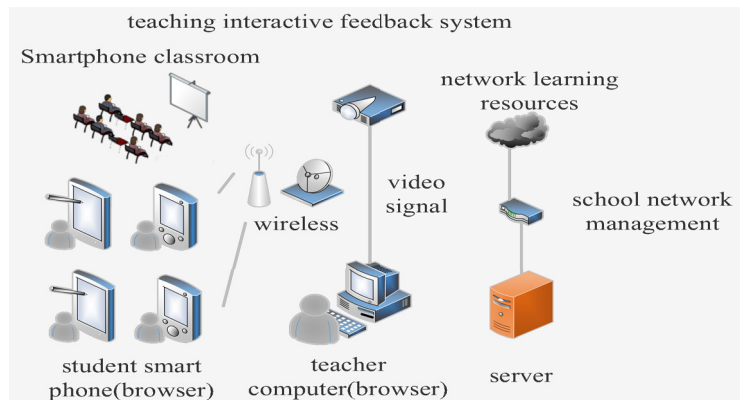 teaching interactive feedback system
Smartphone classroom
network learning
resources
wireless
video
signal
school network
management
student smart
phone(browser)
teacher
computer(browser)
server